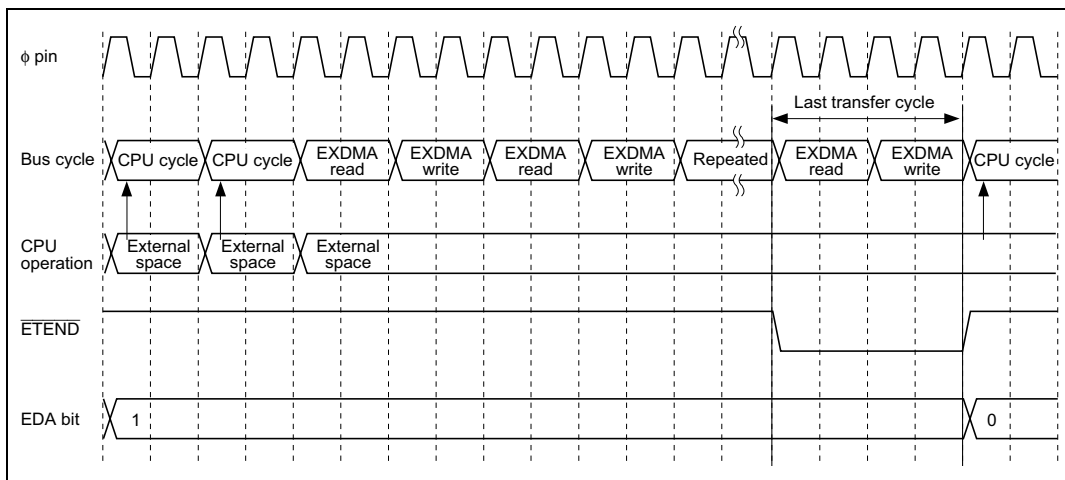 φ pin
Last transfer cycle
Bus cycle CPU cycle CPU cycle EXDMA read EXDMA write EXDMA read EXDMA write Repeated EXDMA read EXDMA write CPU cycle
CPU operation External space External space External space
ETEND
EDA bit 1 0